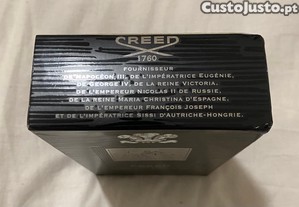 CustoJusto.pt
CREED
1760
FOURNISSEUR
DE NAPOLÉON III, DE L'IMPÉRATRICE EUGÉNIE,
DE GEORGE IV, DE LA REINE VICTORIA,
DE L'EMPEREUR NICOLAS II DE RUSSIE,
DE LA REINE MARIA CHRISTINA D'ESPAGNE,
DE L'EMPEREUR FRANÇOIS JOSEPH
ET DE L'IMPÉRATRICE SISSI D'AUTRICHE-HONGRIE.